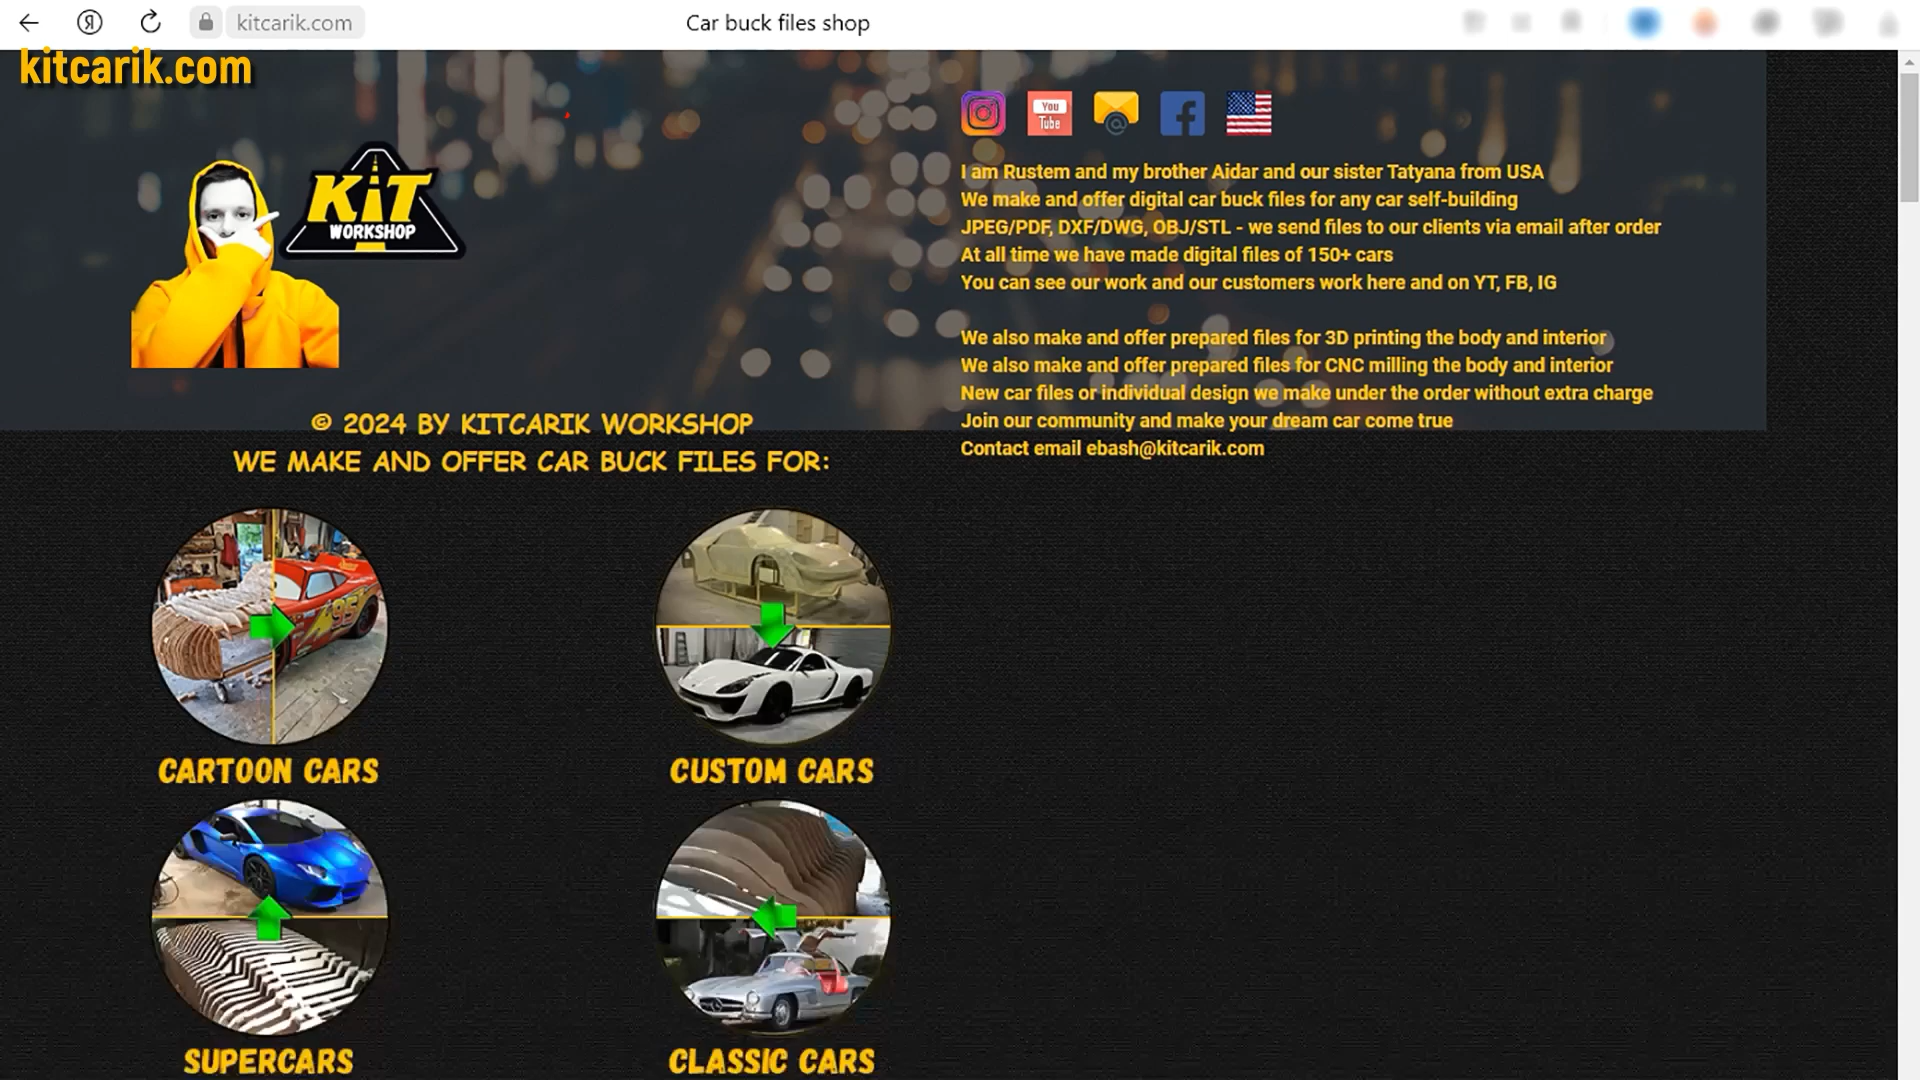 kitcarik.com
Car buck files shop
kitcarik.com
You
Tube
KiT
WORKSHOP
I am Rustem and my brother Aidar and our sister Tatyana from USA
We make and offer digital car buck files for any car self-building
JPEG/PDF, DXF/DWG, OBJ/STL - we send files to our clients via email after order
At all time we have made digital files of 150+ cars
You can see our work and our customers work here and on YT, FB, IG
We also make and offer prepared files for 3D printing the body and interior
We also make and offer prepared files for CNC milling the body and interior
New car files or individual design we make under the order without extra charge
Join our community and make your dream car come true
Contact email ebash@kitcarik.com
© 2024 BY KITCARIK WORKSHOP
WE MAKE AND OFFER CAR BUCK FILES FOR:
95
CARTOON CARS
CUSTOM CARS
SUPERCARS
CLASSIC CARS